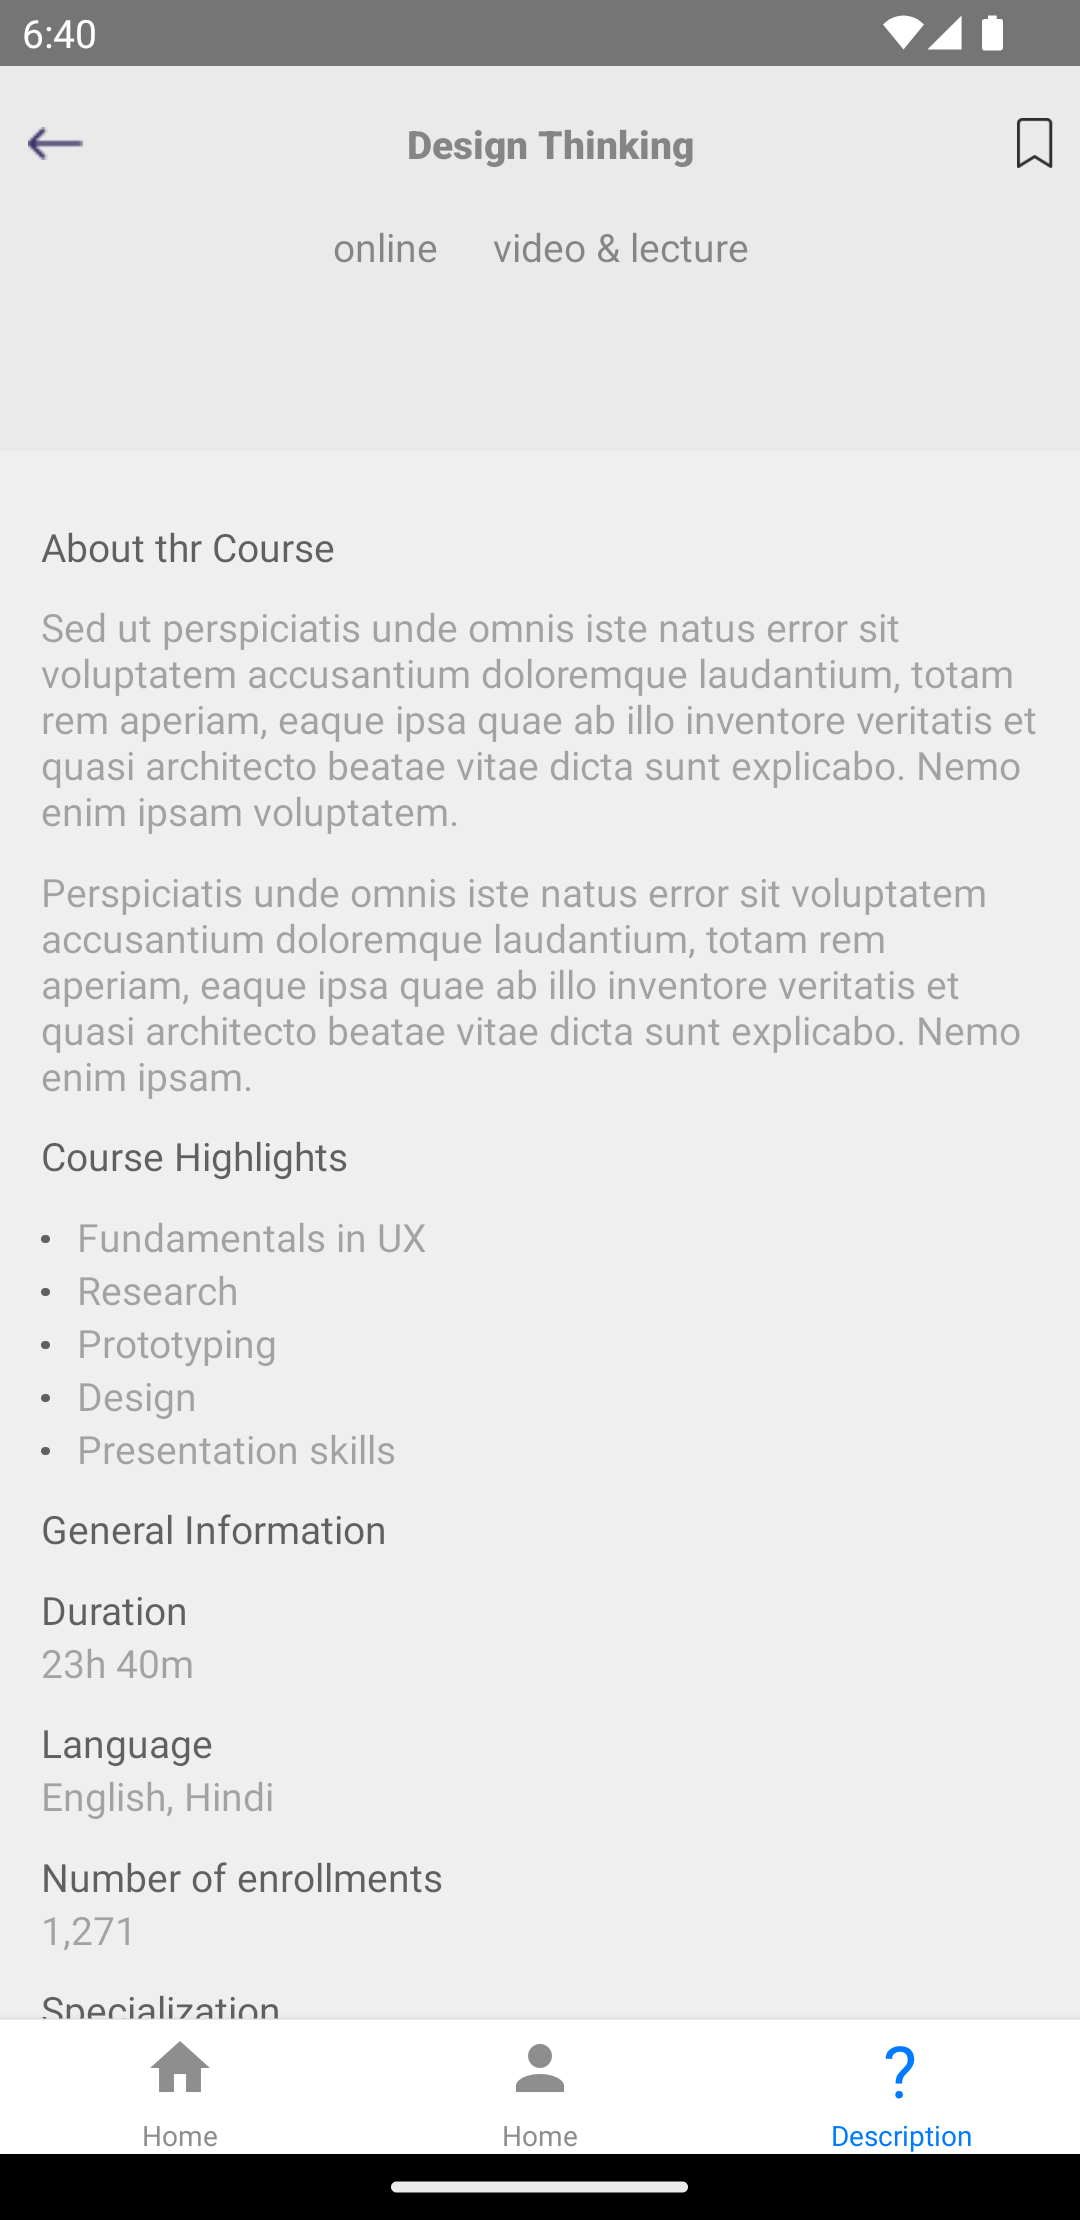 6:40
Design Thinking
online video & lecture
About thr Course
Sed ut perspiciatis unde omnis iste natus error sit
voluptatem accusantium doloremque laudantium, totam
rem aperiam, eaque ipsa quae ab illo inventore veritatis et
quasi architecto beatae vitae dicta sunt explicabo. Nemo
enim ipsam voluptatem.
Perspiciatis unde omnis iste natus error sit voluptatem
accusantium doloremque laudantium, totam rem
aperiam, eaque ipsa quae ab illo inventore veritatis et
quasi architecto beatae vitae dicta sunt explicabo. Nemo
enim ipsam.
Course Highlights
• Fundamentals in UX
• Research
• Prototyping
• Design
• Presentation skills
General Information
Duration
23h 40m
Language
English, Hindi
Number of enrollments
1,271
Specialization
? 
Home Home Description